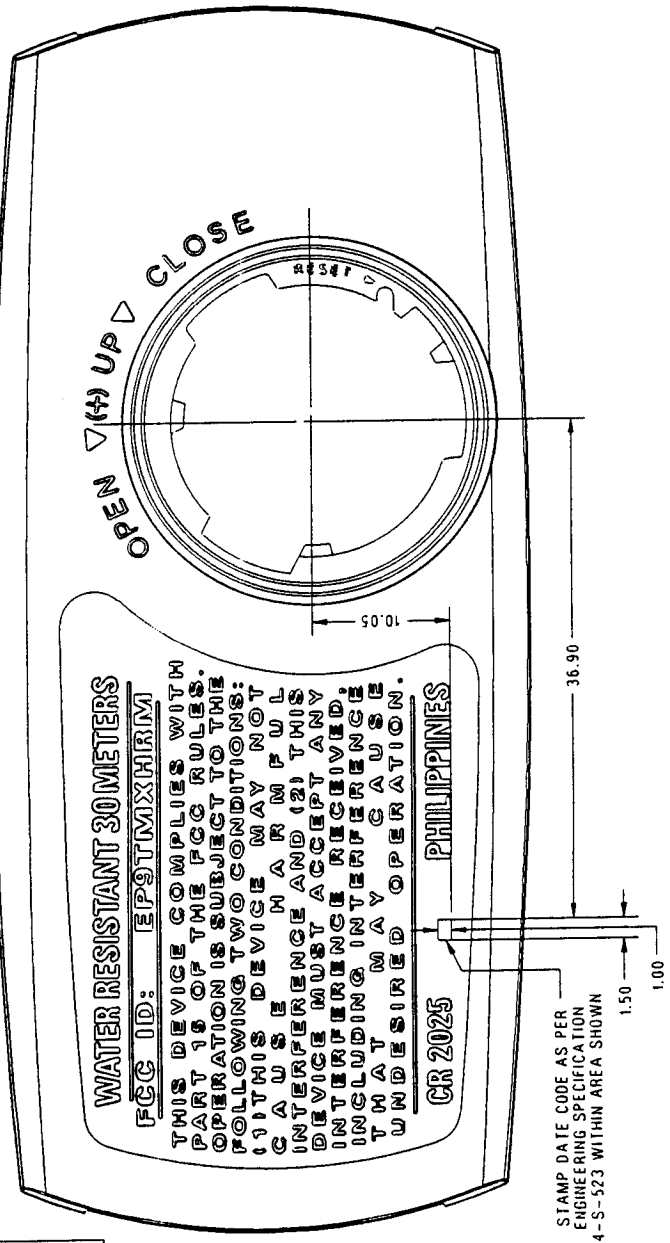 OPEN ▽(+) UP △ CLOSE
RESET
WATER RESISTANT 30METERS
FCC ID: EP9TMXHRM
THIS DEVICE COMPLIES WITH
PART 15 OF THE FCC RULES.
OPERATION IS SUBJECT TO THE
FOLLOWING TWO CONDITIONS:
(1)THIS DEVICE MAY NOT
CAUSE HARMFUL
INTERFERENCE AND (2) THIS
DEVICE MUST ACCEPT ANY
INTERFERENCE RECEIVED,
INCLUDING INTERFERENCE
THAT MAY CAUSE
UNDESIRED OPERATION.
CR 2025 PHILIPPINES
10.05
36.90
1.50
1.00
STAMP DATE CODE AS PER
ENGINEERING SPECIFICATION
4-S-523 WITHIN AREA SHOWN